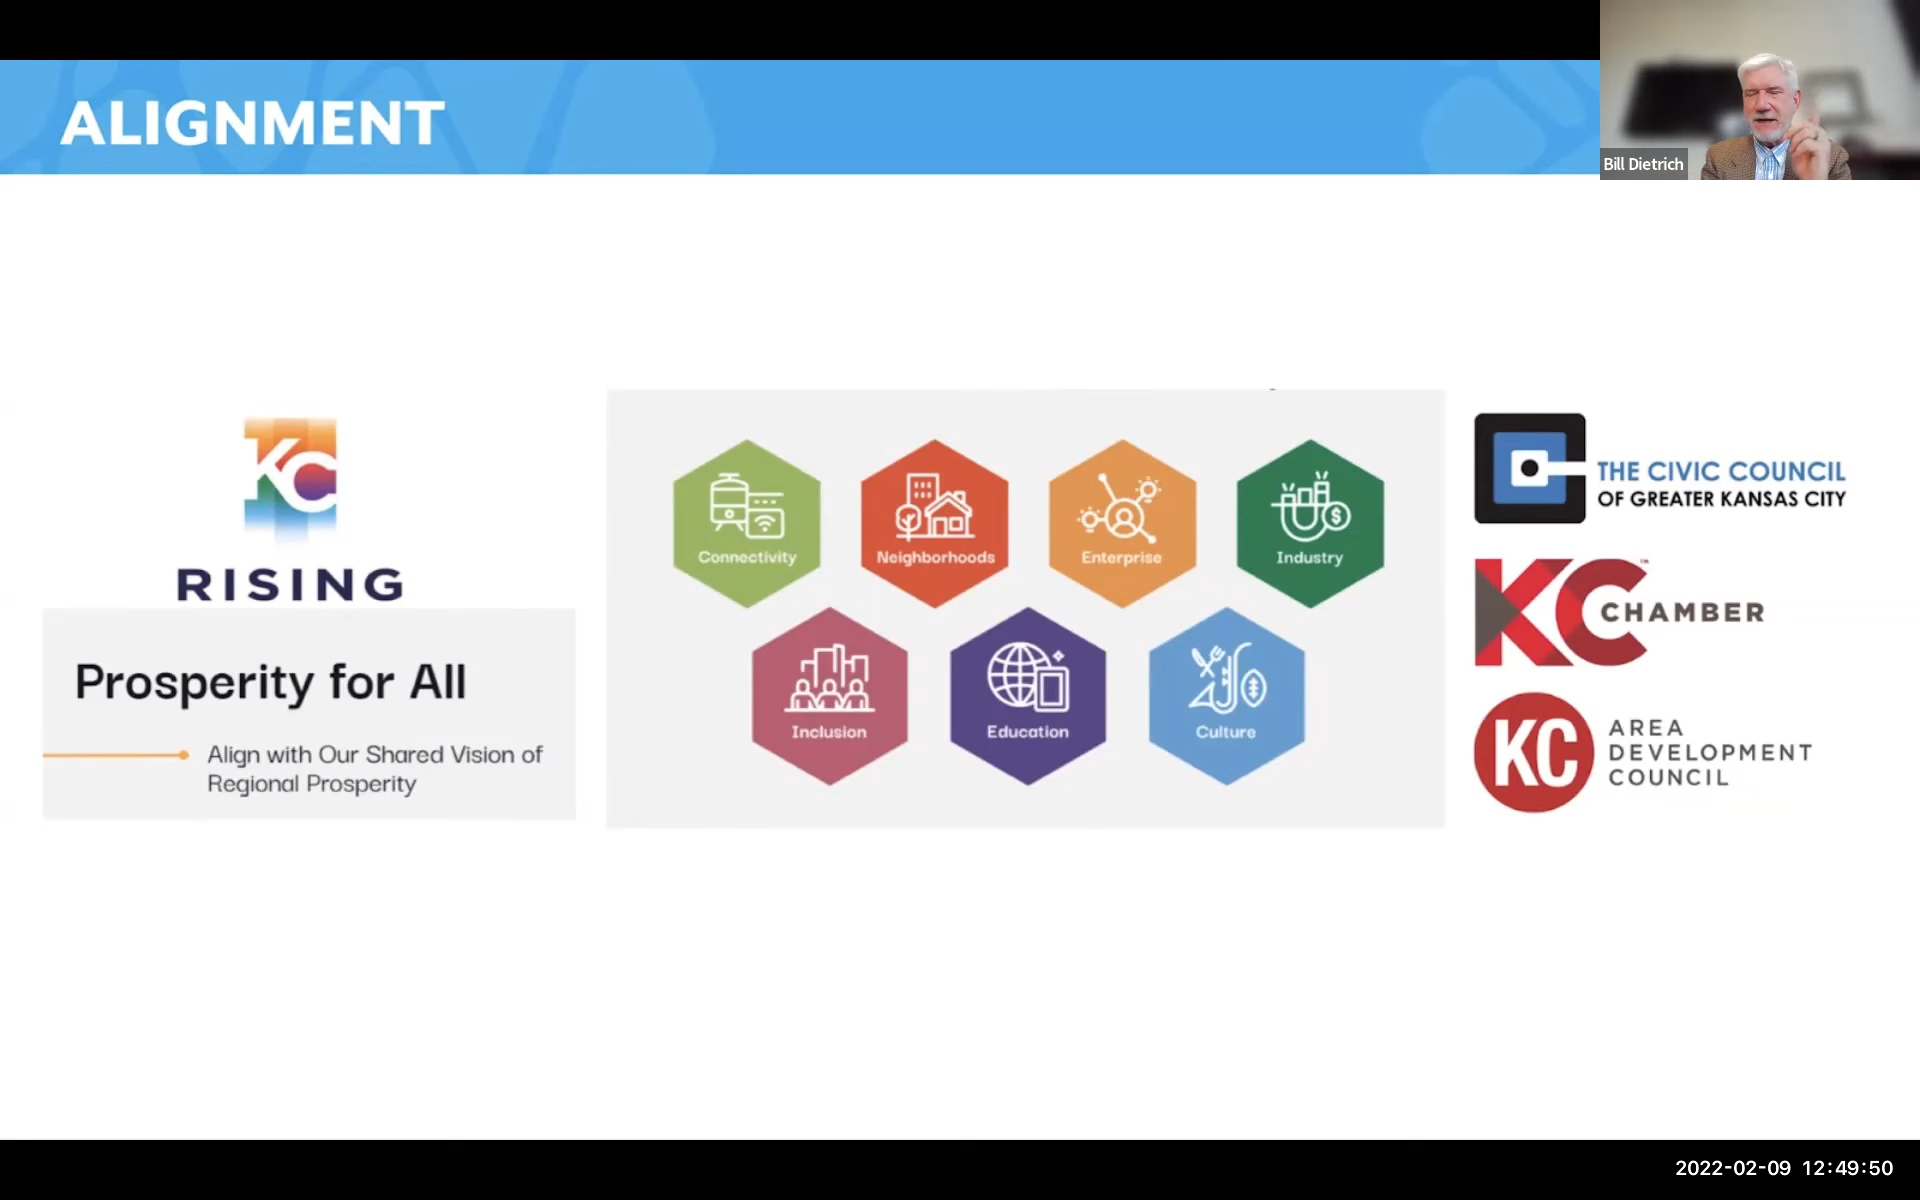 ALIGNMENT
Bill Dietrich
KC
RISING
Prosperity for All
Align with Our Shared Vision of
Regional Prosperity
Connectivity
Neighborhoods
Enterprise
Industry
Inclusion
Education
Culture
THE CIVIC COUNCIL
OF GREATER KANSAS CITY
KC CHAMBER™
KC
AREA
DEVELOPMENT
COUNCIL
2022-02-09 12:49:50